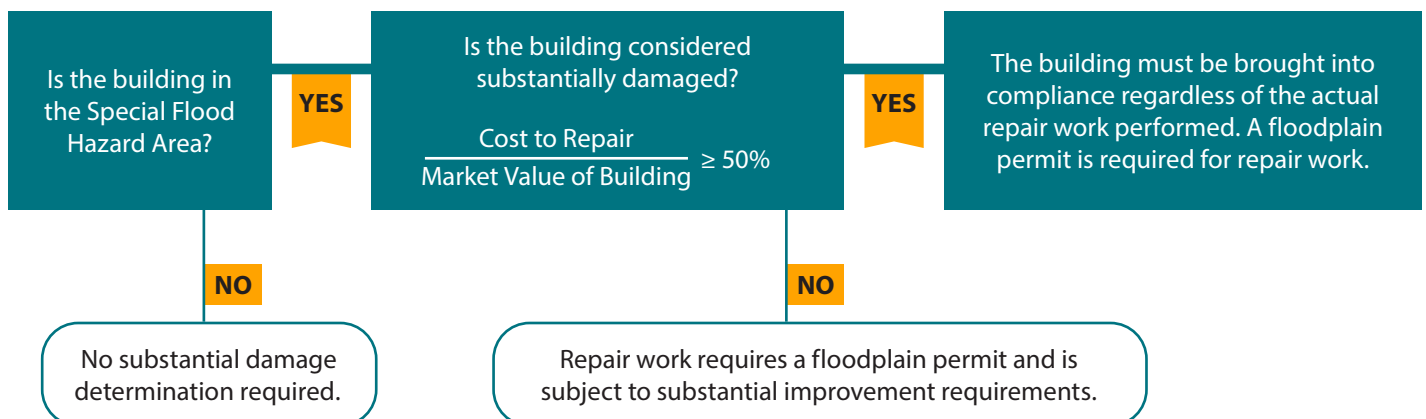 Is the building in
the Special Flood
Hazard Area?
YES
Is the building considered
substantially damaged?
Cost to Repair
Market Value of Building
≥ 50%
YES
The building must be brought into
compliance regardless of the actual
repair work performed. A floodplain
permit is required for repair work.
NO
No substantial damage
determination required.
NO
Repair work requires a floodplain permit and is
subject to substantial improvement requirements.